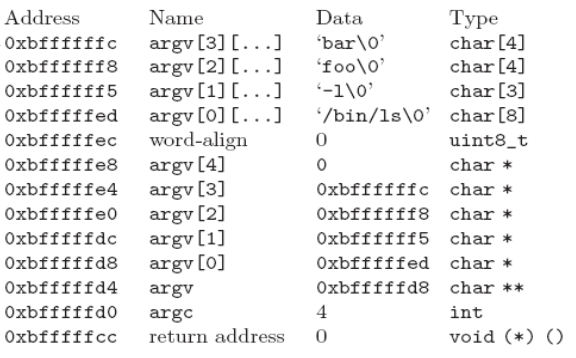 Address Name Data Type
0xbffffffc argv[3][...] ‘bar\0’ char[4]
0xbffffff8 argv[2][...] ‘foo\0’ char[4]
0xbffffff5 argv[1][...] ‘-l\0’ char[3]
0xbfffffed argv[0][...] ‘/bin/ls\0’ char[8]
0xbfffffec word-align 0 uint8_t
0xbfffffe8 argv[4] 0 char *
0xbfffffe4 argv[3] 0xbffffffc char *
0xbfffffe0 argv[2] 0xbffffff8 char *
0xbfffffdc argv[1] 0xbffffff5 char *
0xbfffffd8 argv[0] 0xbfffffed char *
0xbfffffd4 argv 0xbfffffd8 char **
0xbfffffd0 argc 4 int
0xbfffffcc return address 0 void (*) ()